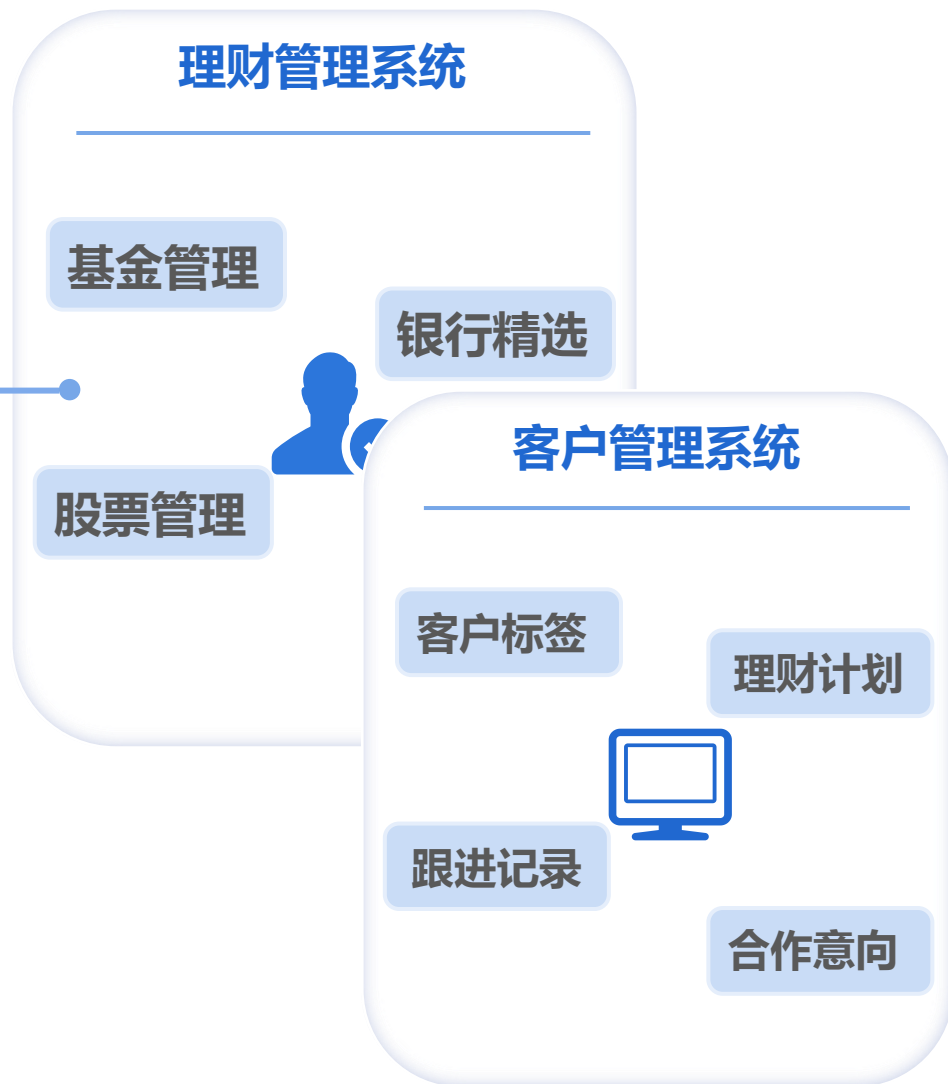 理财管理系统
基金管理
银行精选
股票管理
客户管理系统
客户标签
理财计划
跟进记录
合作意向